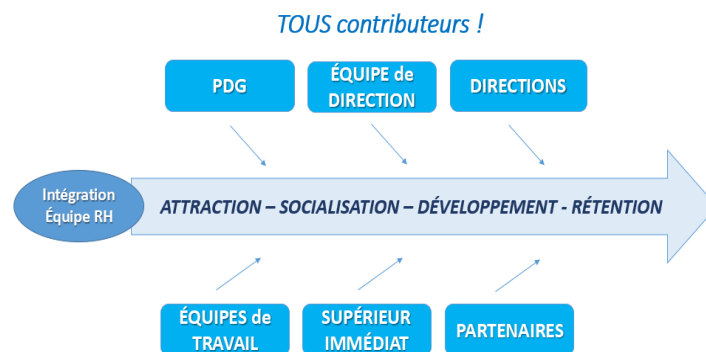 TOUS contributeurs !
PDG
ÉQUIPE de
DIRECTION
DIRECTIONS
Intégration
Équipe RH
ATTRACTION – SOCIALISATION – DÉVELOPPEMENT - RÉTENTION
ÉQUIPES de
TRAVAIL
SUPÉRIEUR
IMMÉDIAT
PARTENAIRES